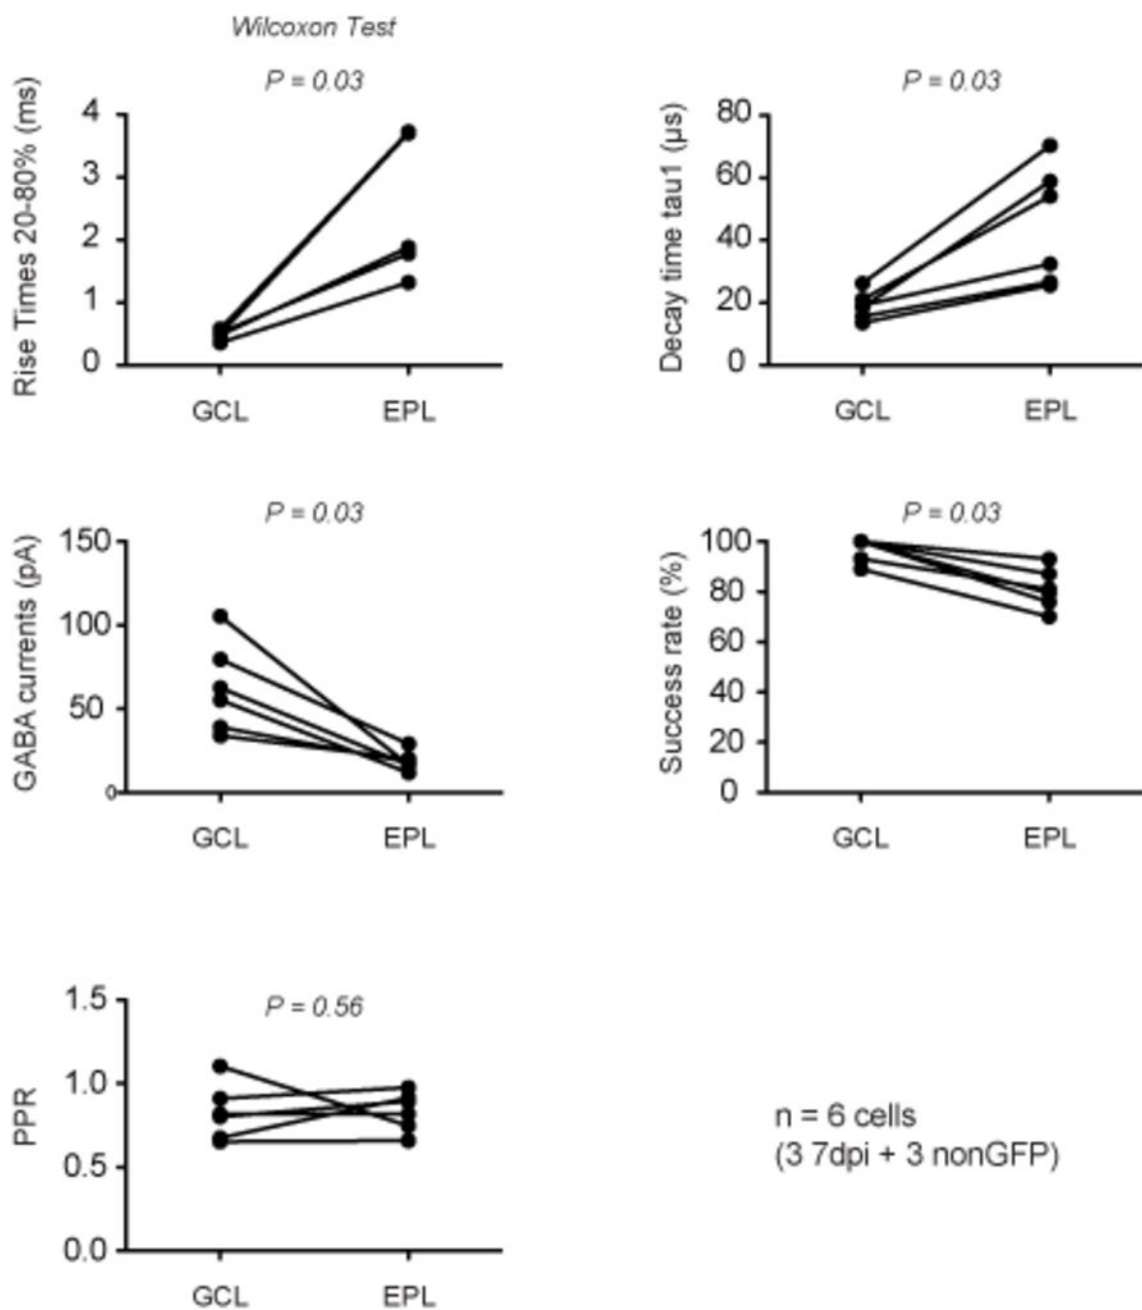 Wilcoxon Test
P = 0.03
Rise Times 20-80% (ms)
4
3
2
1
0
GCL EPL
P = 0.03
Decay time tau1 (µs)
80
60
40
20
0
GCL EPL
P = 0.03
GABA currents (pA)
150
100
50
0
GCL EPL
P = 0.03
Success rate (%)
100
80
60
40
20
0
GCL EPL
P = 0.56
PPR
1.5
1.0
0.5
0.0
GCL EPL
n = 6 cells
(3 7dpi + 3 nonGFP)